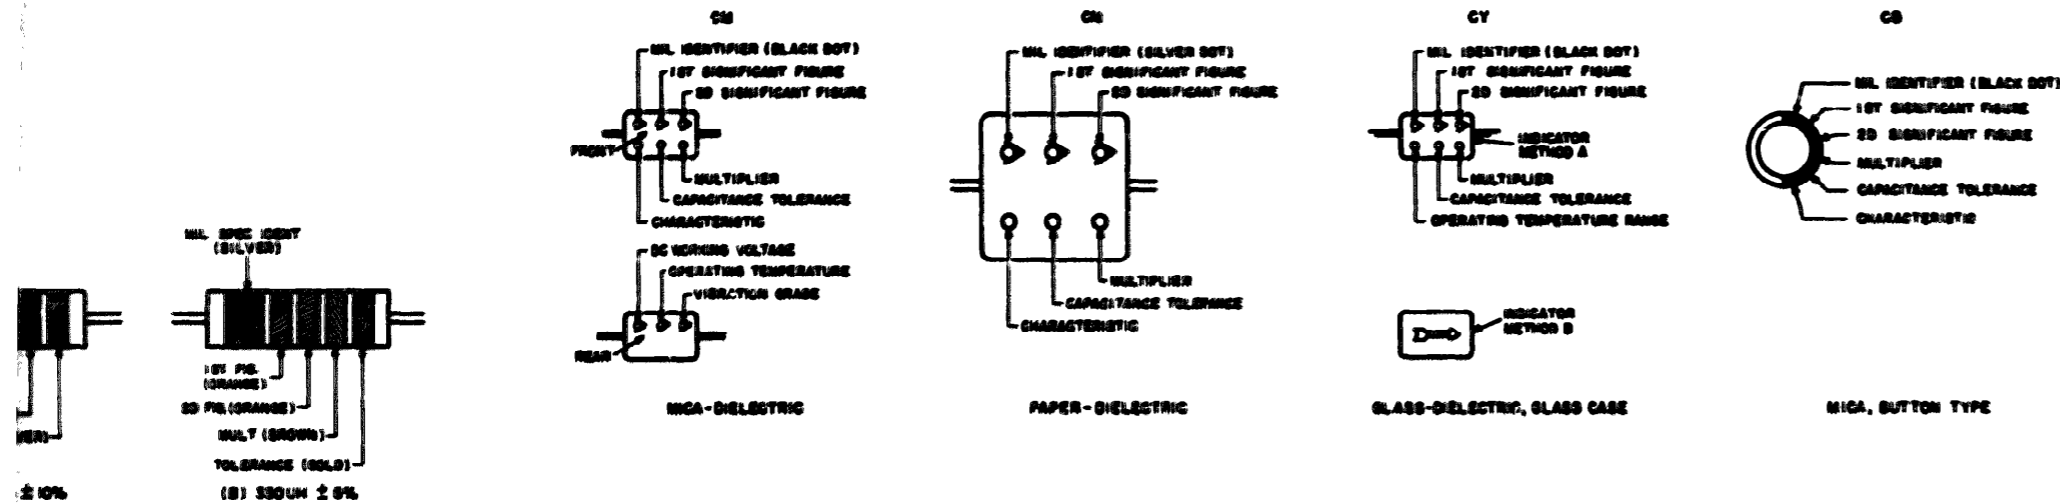 MIL SPEC IDENT
(SILVER)
1ST FIG.
(ORANGE)
2D FIG. (ORANGE)
MULT (BROWN)
TOLERANCE (GOLD)
± 10%
(B) 330UH ± 5%
CM
MIL IDENTIFIER (BLACK DOT)
1ST SIGNIFICANT FIGURE
2D SIGNIFICANT FIGURE
FRONT
MULTIPLIER
CAPACITANCE TOLERANCE
CHARACTERISTIC
DC WORKING VOLTAGE
OPERATING TEMPERATURE
VIBRATION GRADE
REAR
MICA-DIELECTRIC
CN
MIL IDENTIFIER (SILVER DOT)
1ST SIGNIFICANT FIGURE
2D SIGNIFICANT FIGURE
MULTIPLIER
CAPACITANCE TOLERANCE
CHARACTERISTIC
PAPER-DIELECTRIC
CY
MIL IDENTIFIER (BLACK DOT)
1ST SIGNIFICANT FIGURE
2D SIGNIFICANT FIGURE
INDICATOR
METHOD A
MULTIPLIER
CAPACITANCE TOLERANCE
OPERATING TEMPERATURE RANGE
INDICATOR
METHOD B
GLASS-DIELECTRIC, GLASS CASE
CB
MIL IDENTIFIER (BLACK DOT)
1ST SIGNIFICANT FIGURE
2D SIGNIFICANT FIGURE
MULTIPLIER
CAPACITANCE TOLERANCE
CHARACTERISTIC
MICA, BUTTON TYPE